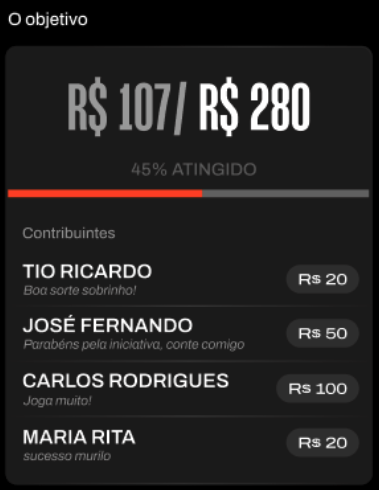 O objetivo
R$ 107/ R$ 280
45% ATINGIDO
Contribuintes
TIO RICARDO
R$ 20
Boa sorte sobrinho!
JOSÉ FERNANDO
R$ 50
Parabéns pela iniciativa, conte comigo
CARLOS RODRIGUES
R$ 100
Joga muito!
MARIA RITA
R$ 20
sucesso murilo